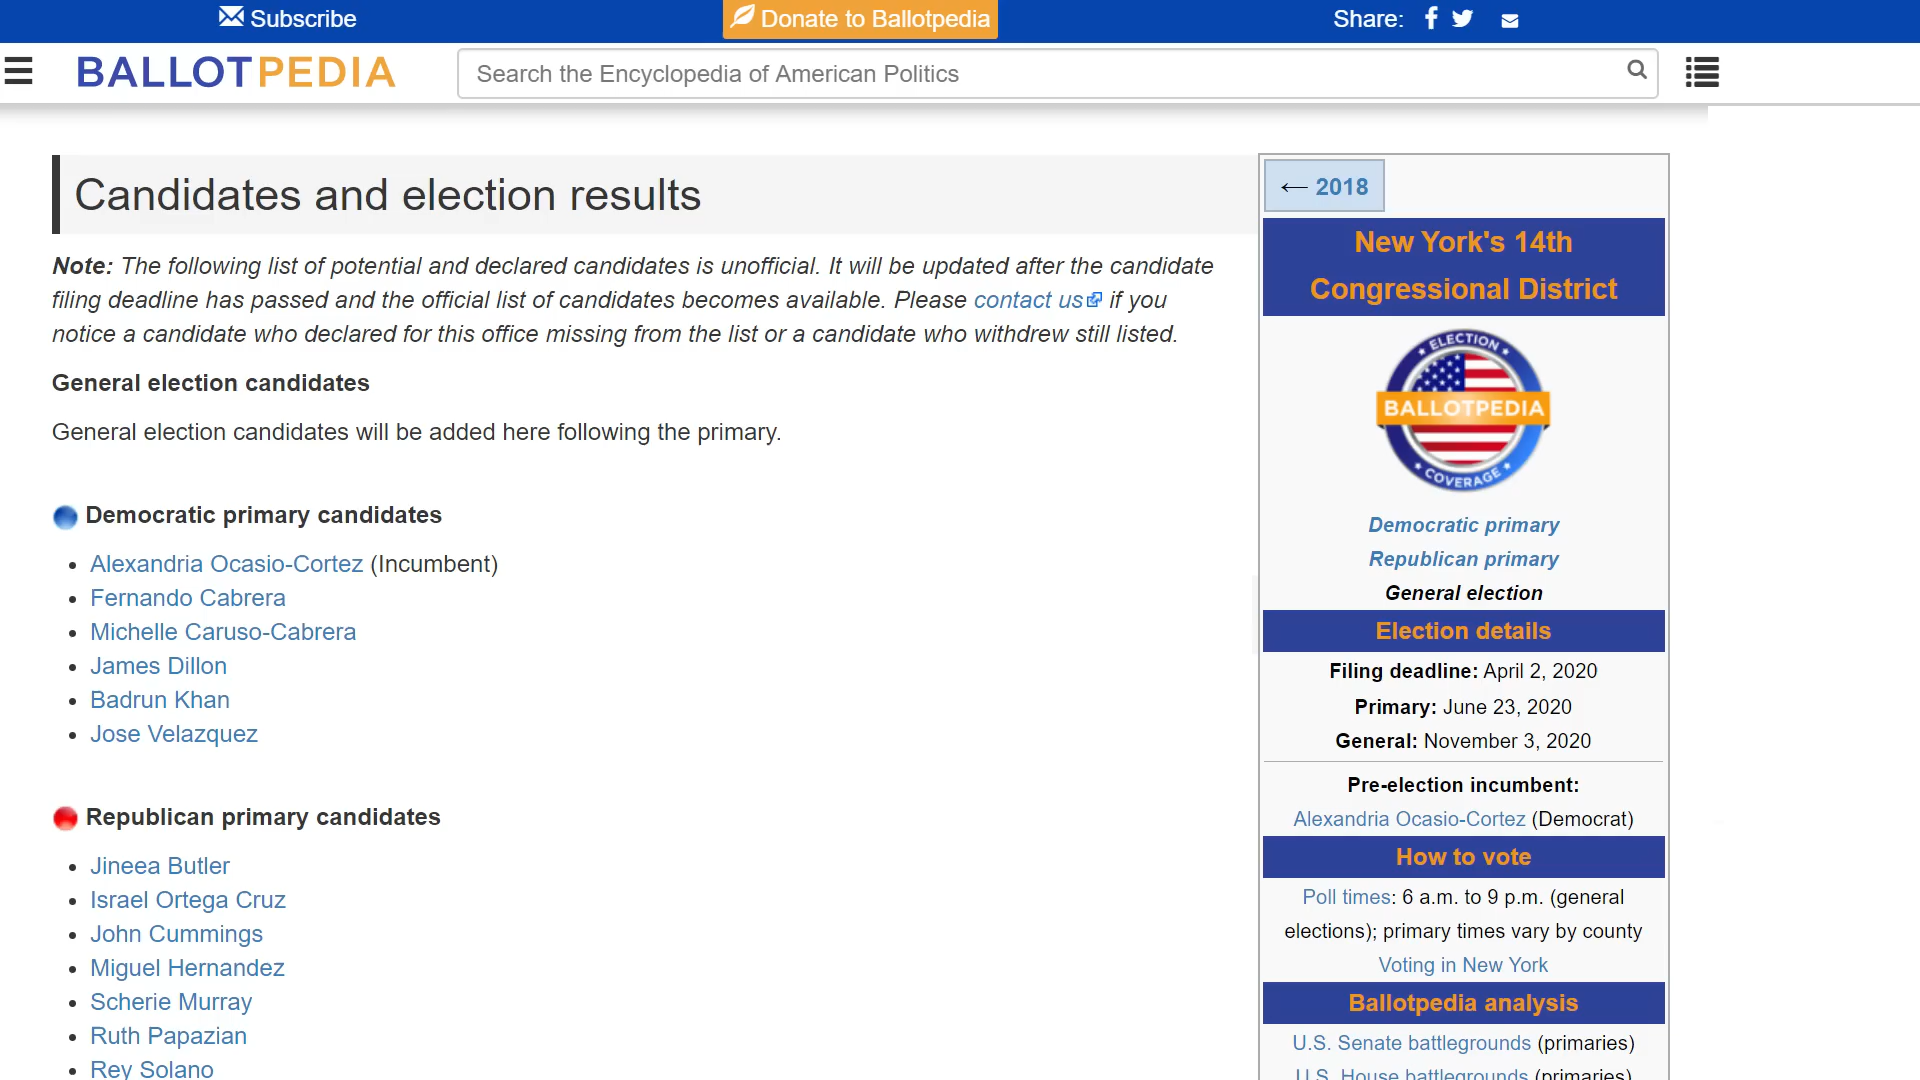 Subscribe
Donate to Ballotpedia
Share:
BALLOTPEDIA
Search the Encyclopedia of American Politics
Candidates and election results
Note: The following list of potential and declared candidates is unofficial. It will be updated after the candidate
filing deadline has passed and the official list of candidates becomes available. Please contact us if you
notice a candidate who declared for this office missing from the list or a candidate who withdrew still listed.
General election candidates
General election candidates will be added here following the primary.
Democratic primary candidates
• Alexandria Ocasio-Cortez (Incumbent)
• Fernando Cabrera
• Michelle Caruso-Cabrera
• James Dillon
• Badrun Khan
• Jose Velazquez
Republican primary candidates
• Jineea Butler
• Israel Ortega Cruz
• John Cummings
• Miguel Hernandez
• Scherie Murray
• Ruth Papazian
• Rey Solano
← 2018
New York's 14th
Congressional District
ELECTION
BALLOTPEDIA
COVERAGE
Democratic primary
Republican primary
General election
Election details
Filing deadline: April 2, 2020
Primary: June 23, 2020
General: November 3, 2020
Pre-election incumbent:
Alexandria Ocasio-Cortez (Democrat)
How to vote
Poll times: 6 a.m. to 9 p.m. (general
elections); primary times vary by county
Voting in New York
Ballotpedia analysis
U.S. Senate battlegrounds (primaries)
U.S. House battlegrounds (primaries)